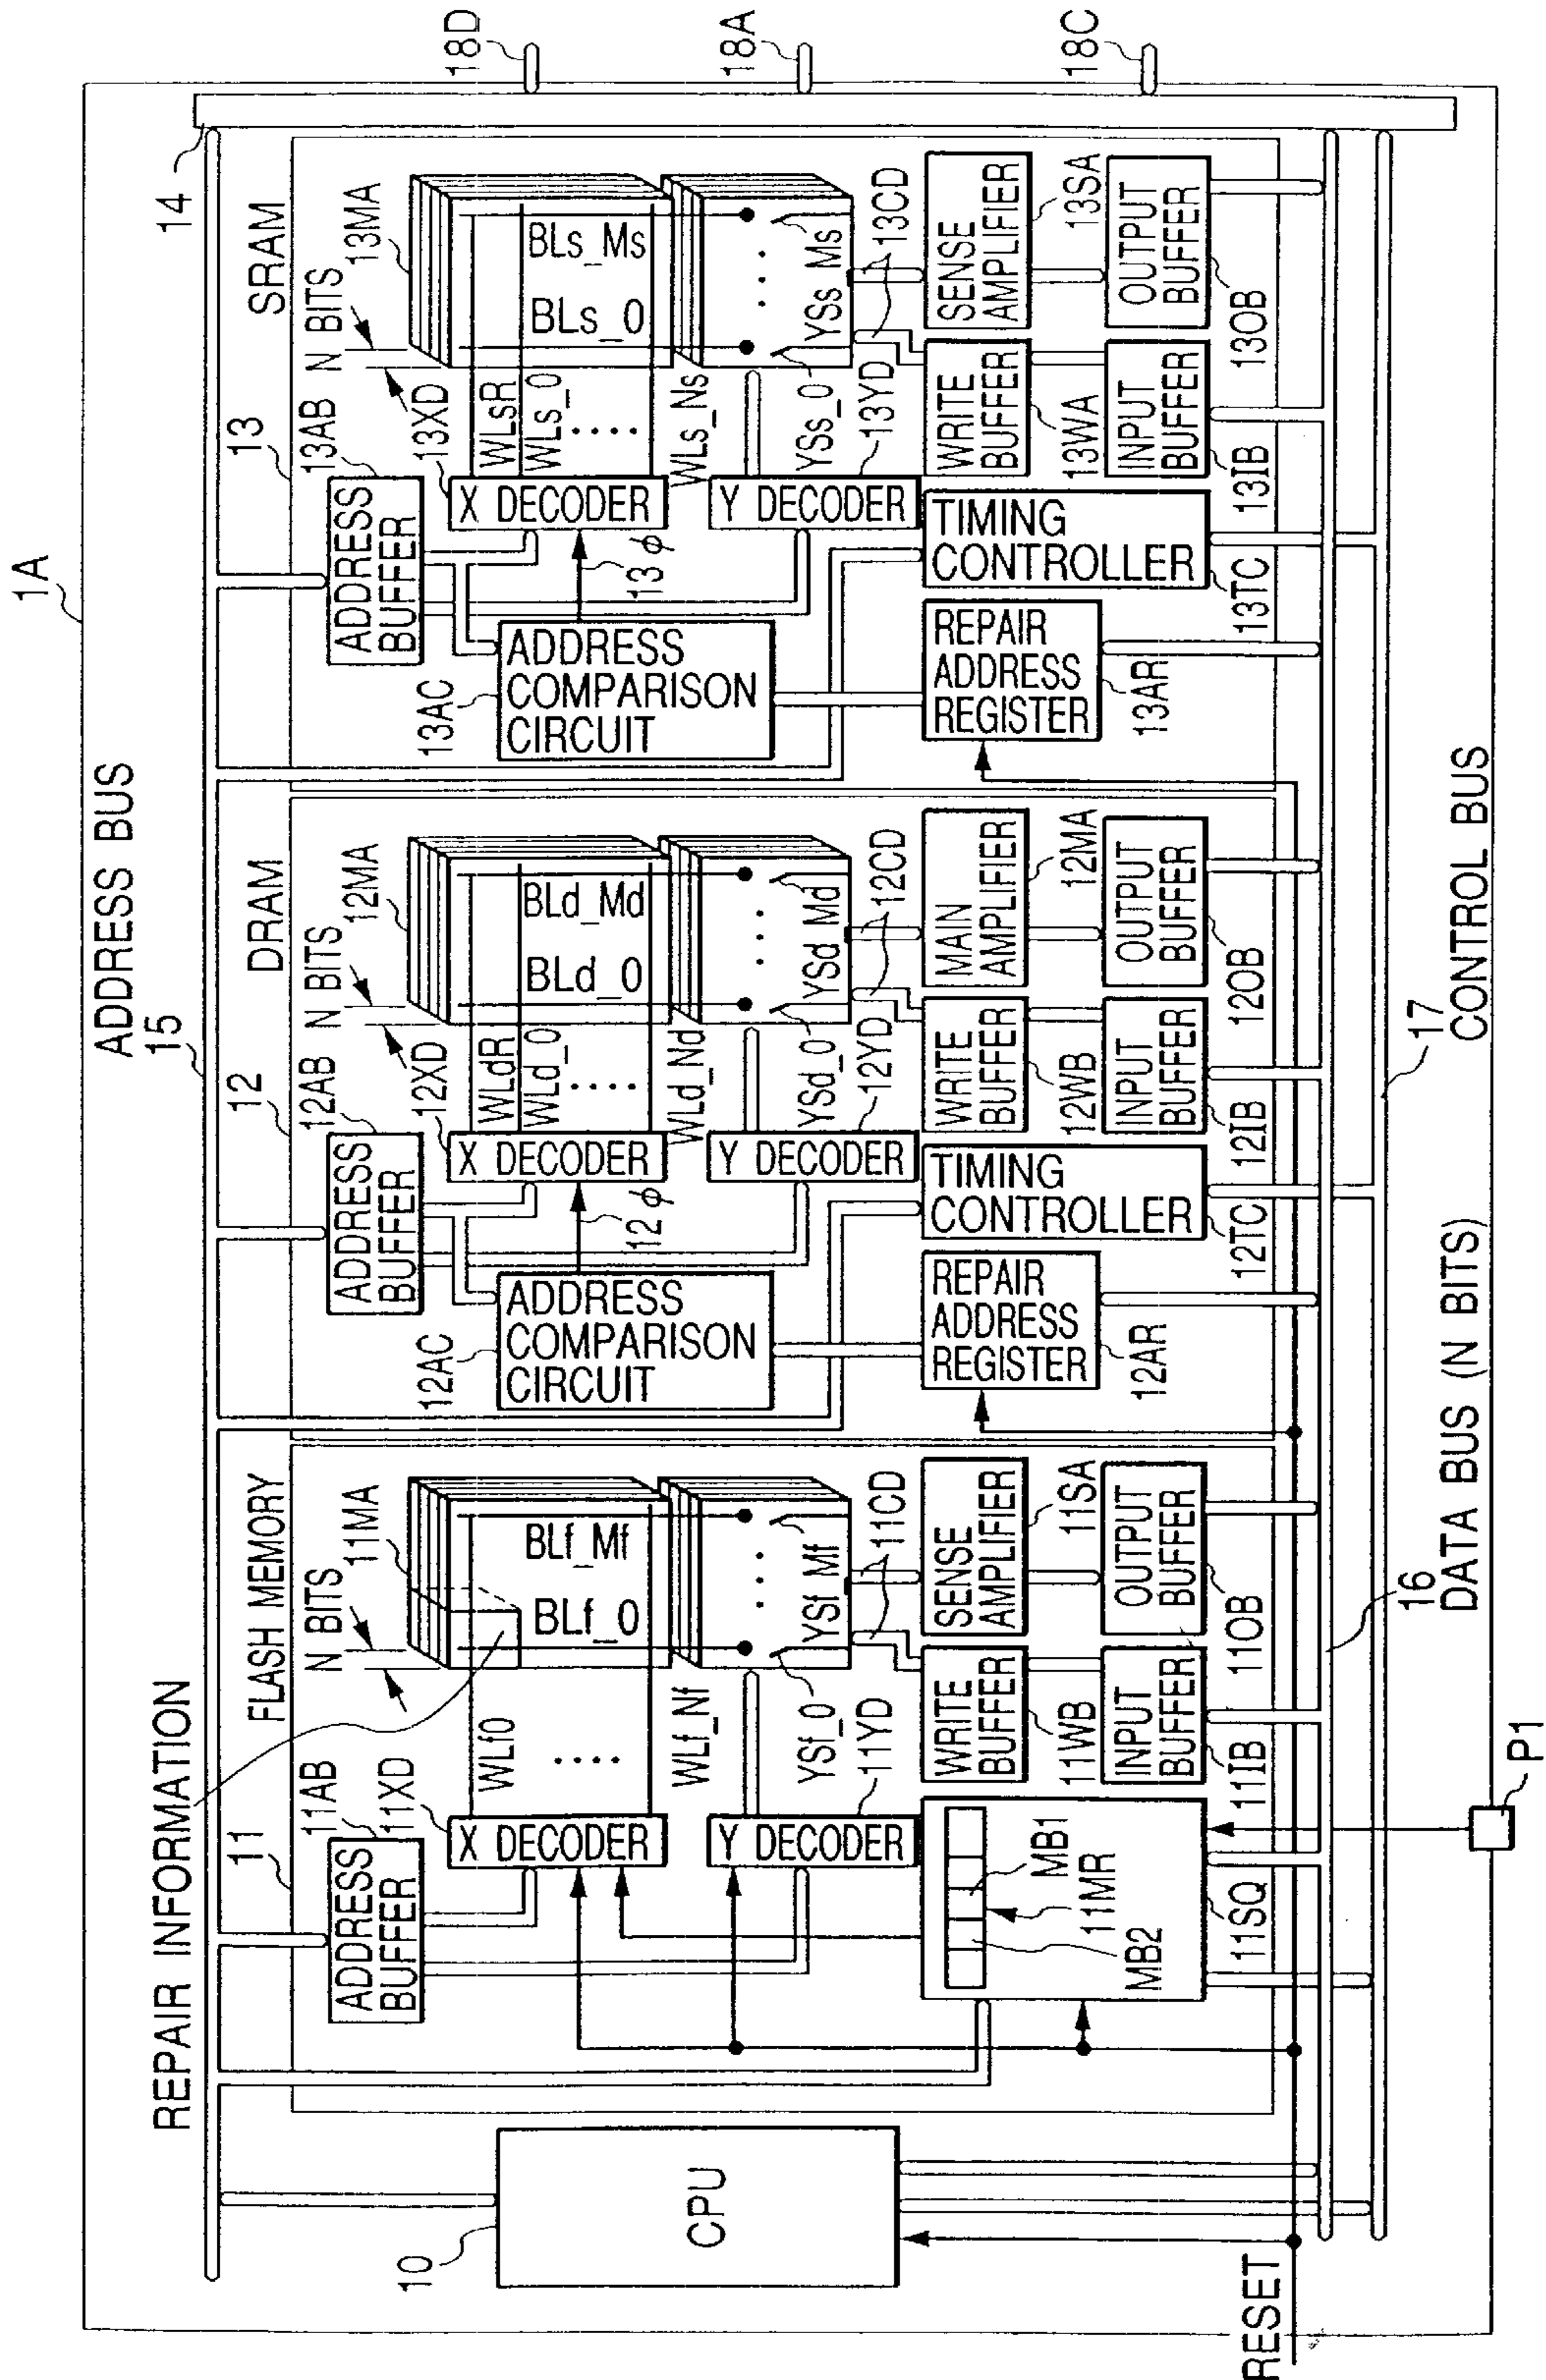 1A
ADDRESS BUS
15
14
REPAIR INFORMATION
10
CPU
RESET
11
FLASH MEMORY
11AB
ADDRESS
BUFFER
N BITS
11MA
11XD
X DECODER
WLf0
....
WLf_Nf
BLf_Mf
BLf_0
Y DECODER
11YD
YSf_0
YSf_Mf
...
11CD
MB1
11MR
MB2
11SQ
WRITE
BUFFER
11WB
SENSE
AMPLIFIER
11SA
INPUT
BUFFER
11IB
OUTPUT
BUFFER
11OB
12
DRAM
12AB
ADDRESS
BUFFER
N BITS
12MA
12XD
X DECODER
WLdR
WLd_0
....
WLd_Nd
BLd_Md
BLd_0
12 ϕ
12AC
ADDRESS
COMPARISON
CIRCUIT
Y DECODER
12YD
YSd_0
YSd_Md
...
12CD
REPAIR
ADDRESS
REGISTER
12AR
TIMING
CONTROLLER
12TC
WRITE
BUFFER
12WB
MAIN
AMPLIFIER
12MA
INPUT
BUFFER
12IB
OUTPUT
BUFFER
12OB
13
SRAM
13AB
ADDRESS
BUFFER
N BITS
13MA
13XD
X DECODER
WLsR
WLs_0
....
WLs_Ns
BLs_Ms
BLs_0
13 ϕ
13AC
ADDRESS
COMPARISON
CIRCUIT
Y DECODER
13YD
YSs_0
YSs_Ms
...
13CD
REPAIR
ADDRESS
REGISTER
13AR
TIMING
CONTROLLER
13TC
WRITE
BUFFER
13WA
SENSE
AMPLIFIER
13SA
INPUT
BUFFER
13IB
OUTPUT
BUFFER
13OB
18D
18A
18C
P1
16
DATA BUS (N BITS)
17
CONTROL BUS